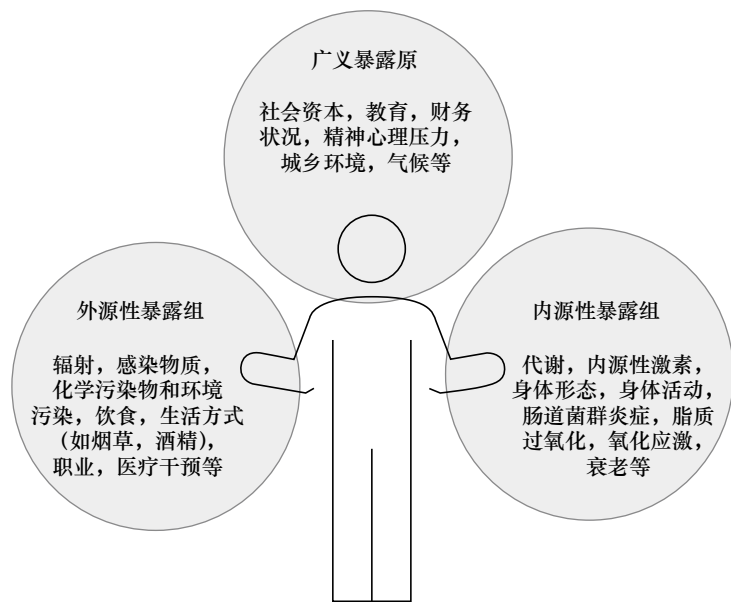 广义暴露原
社会资本，教育，财务
状况，精神心理压力，
城乡环境，气候等
外源性暴露组
辐射，感染物质，
化学污染物和环境
污染，饮食，生活方式
（如烟草，酒精），
职业，医疗干预等
内源性暴露组
代谢，内源性激素，
身体形态，身体活动，
肠道菌群炎症，脂质
过氧化，氧化应激，
衰老等